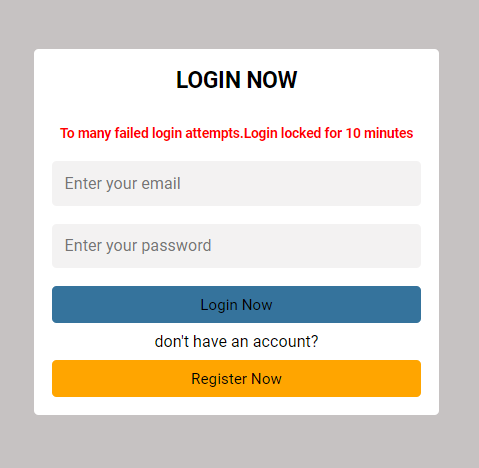 LOGIN NOW
To many failed login attempts.Login locked for 10 minutes
Enter your email
Enter your password
Login Now
don't have an account?
Register Now